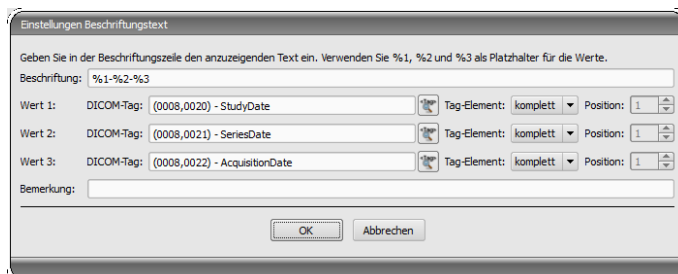 Einstellungen Beschriftungstext
Geben Sie in der Beschriftungszeile den anzuzeigenden Text ein. Verwenden Sie %1, %2 und %3 als Platzhalter für die Werte.
Beschriftung: %1-%2-%3
Wert 1: DICOM-Tag: (0008,0020) - StudyDate Tag-Element: komplett Position: 1
Wert 2: DICOM-Tag: (0008,0021) - SeriesDate Tag-Element: komplett Position: 1
Wert 3: DICOM-Tag: (0008,0022) - AcquisitionDate Tag-Element: komplett Position: 1
Bemerkung:
OK Abbrechen